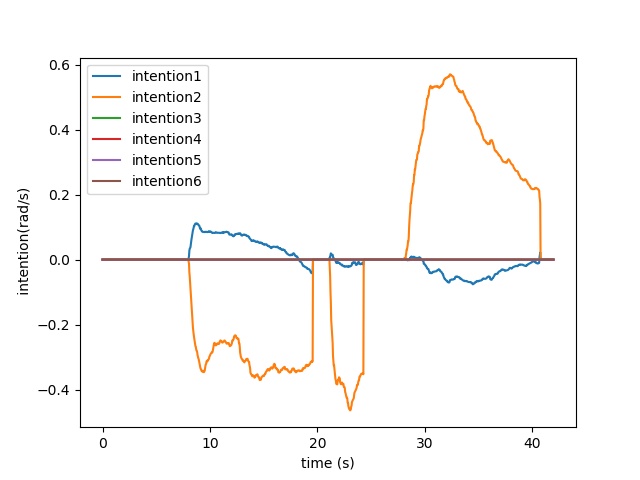 0.6
0.4
0.2
0.0
−0.2
−0.4
intention(rad/s)
intention1
intention2
intention3
intention4
intention5
intention6
0 10 20 30 40
time (s)